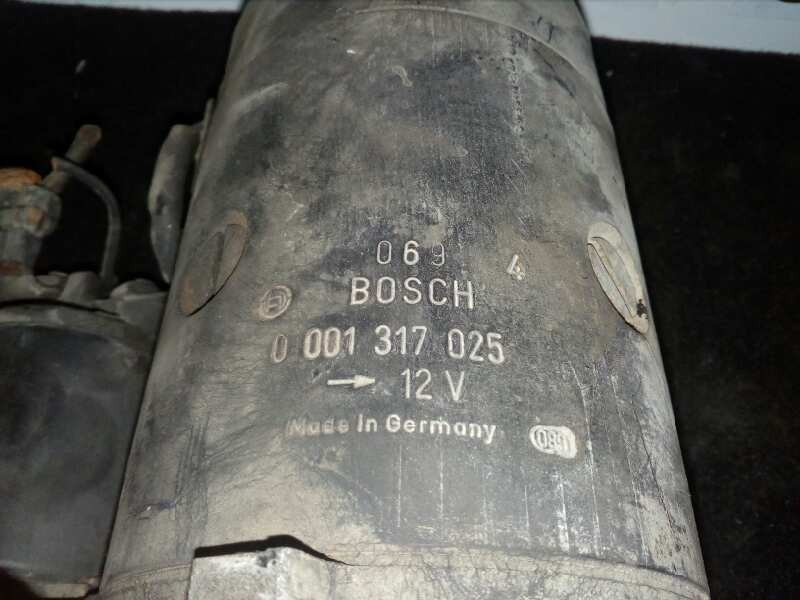 069 4
BOSCH
0 001 317 025
→ 12 V
Made in Germany